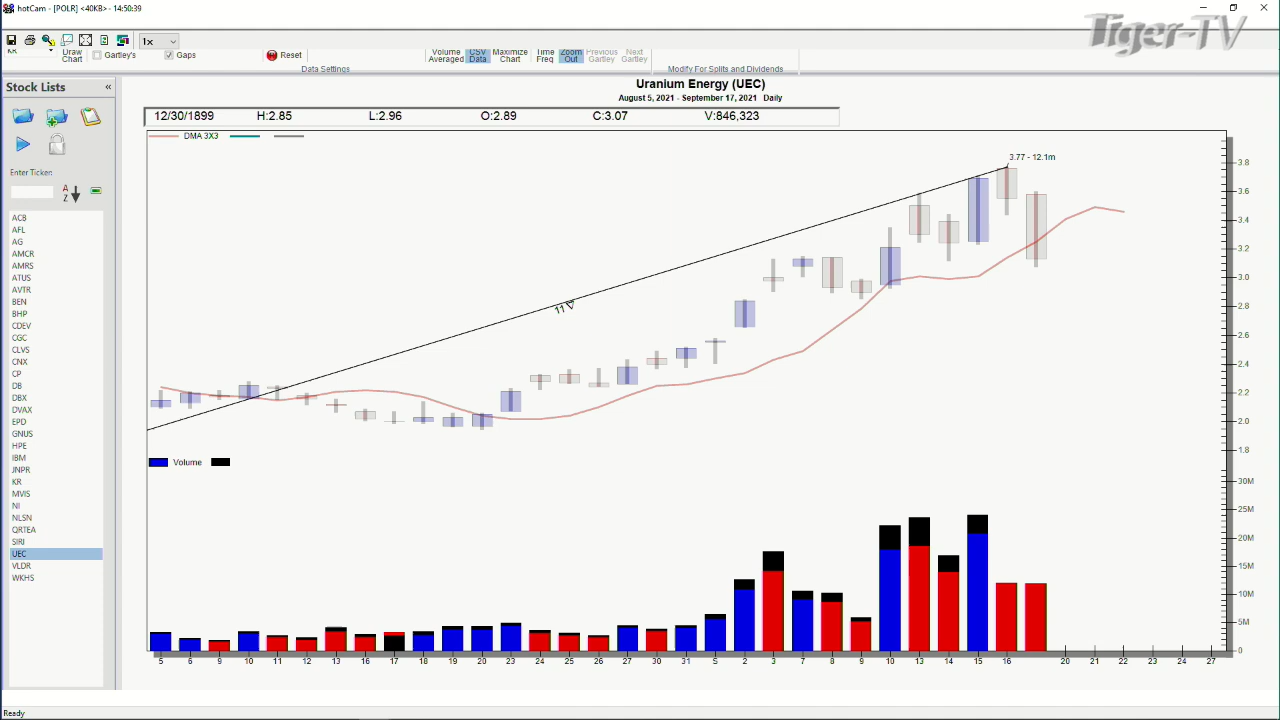 hotCam - [POLR] <40KB> - 14:50:39
Tiger-TV
1x
Draw Chart
Gartley's
Gaps
Reset
Volume Averaged
CSV Data
Maximize Chart
Time Freq
Zoom Out
Previous Gartley
Next Gartley
Data Settings
Modify For Splits and Dividends
Stock Lists «
Uranium Energy (UEC)
August 5, 2021 - September 17, 2021 Daily
12/30/1899 H:2.85 L:2.96 O:2.89 C:3.07 V:846,323
DMA 3X3
3.77 - 12.1m
11
Enter Ticker:
A
Z
ACB
AFL
AG
AMCR
AMRS
ATUS
AVTR
BEN
BHP
CDEV
CGC
CLVS
CNX
CP
DB
DBX
DVAX
EPD
GNUS
HPE
IBM
JNPR
KR
MVIS
NI
NLSN
QRTEA
SIRI
UEC
VLDR
WKHS
3.8
3.6
3.4
3.2
3.0
2.8
2.6
2.4
2.2
2.0
1.8
Volume
30M
25M
20M
15M
10M
5M
0
5 6 9 10 11 12 13 16 17 18 19 20 23 24 25 26 27 30 31 S 2 3 7 8 9 10 13 14 15 16 20 21 22 23 24 27
Ready